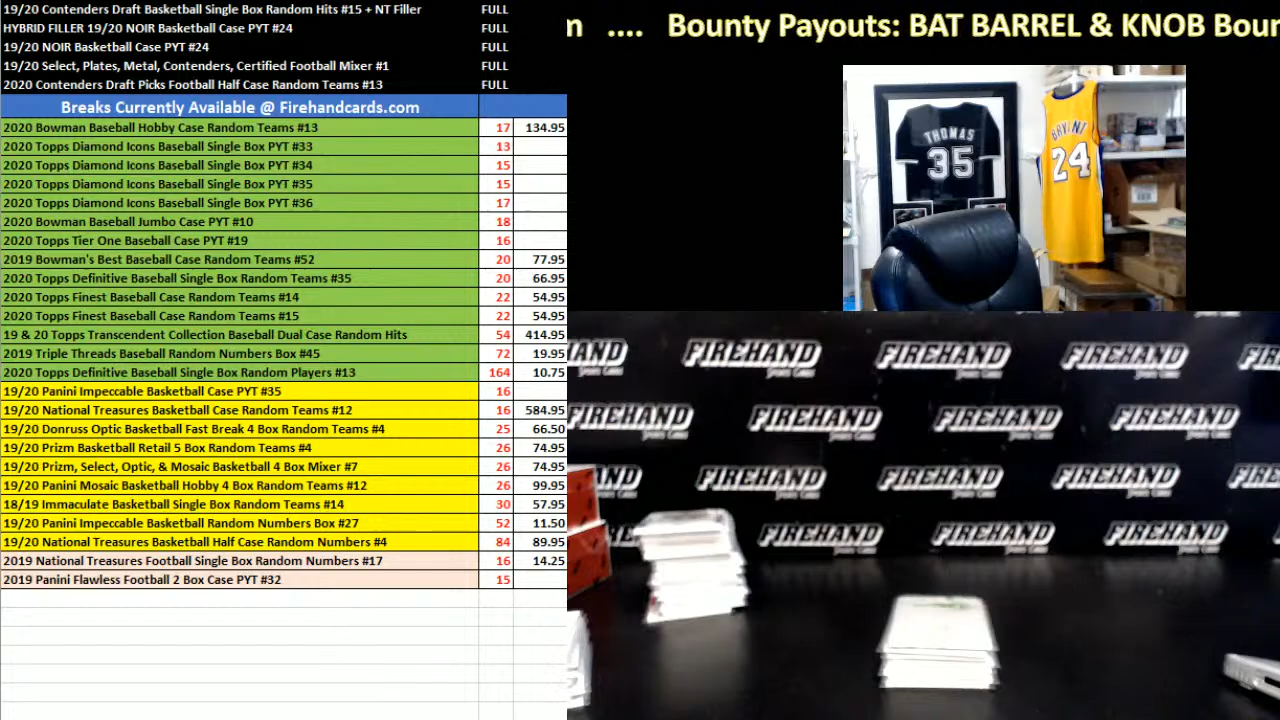 19/20 Contenders Draft Basketball Single Box Random Hits #15 + NT Filler FULL
HYBRID FILLER 19/20 NOIR Basketball Case PYT #24 FULL
19/20 NOIR Basketball Case PYT #24 FULL
19/20 Select, Plates, Metal, Contenders, Certified Football Mixer #1 FULL
2020 Contenders Draft Picks Football Half Case Random Teams #13 FULL
Breaks Currently Available @ Firehandcards.com
2020 Bowman Baseball Hobby Case Random Teams #13 17 134.95
2020 Topps Diamond Icons Baseball Single Box PYT #33 13
2020 Topps Diamond Icons Baseball Single Box PYT #34 15
2020 Topps Diamond Icons Baseball Single Box PYT #35 15
2020 Topps Diamond Icons Baseball Single Box PYT #36 17
2020 Bowman Baseball Jumbo Case PYT #10 18
2020 Topps Tier One Baseball Case PYT #19 16
2019 Bowman's Best Baseball Case Random Teams #52 20 77.95
2020 Topps Definitive Baseball Single Box Random Teams #35 20 66.95
2020 Topps Finest Baseball Case Random Teams #14 22 54.95
2020 Topps Finest Baseball Case Random Teams #15 22 54.95
19 & 20 Topps Transcendent Collection Baseball Dual Case Random Hits 54 414.95
2019 Triple Threads Baseball Random Numbers Box #45 72 19.95
2020 Topps Definitive Baseball Single Box Random Players #13 164 10.75
19/20 Panini Impeccable Basketball Case PYT #35 16
19/20 National Treasures Basketball Case Random Teams #12 16 584.95
19/20 Donruss Optic Basketball Fast Break 4 Box Random Teams #4 25 66.50
19/20 Prizm Basketball Retail 5 Box Random Teams #4 26 74.95
19/20 Prizm, Select, Optic, & Mosaic Basketball 4 Box Mixer #7 26 74.95
19/20 Panini Mosaic Basketball Hobby 4 Box Random Teams #12 26 99.95
18/19 Immaculate Basketball Single Box Random Teams #14 30 57.95
19/20 Panini Impeccable Basketball Random Numbers Box #27 52 11.50
19/20 National Treasures Basketball Half Case Random Numbers #4 84 89.95
2019 National Treasures Football Single Box Random Numbers #17 16 14.25
2019 Panini Flawless Football 2 Box Case PYT #32 15
m .... Bounty Payouts: BAT BARREL & KNOB Boun
THOMAS
35
BRYANT
24
HAND FIREHAND FIREHAND FIREHAND FIREH
FIREHAND FIREHAND FIREHAND FIREHAND
HAND FIREHAND FIREHAND FIREHAND FIRE
FIREHAND FIREHAND FIREHAND